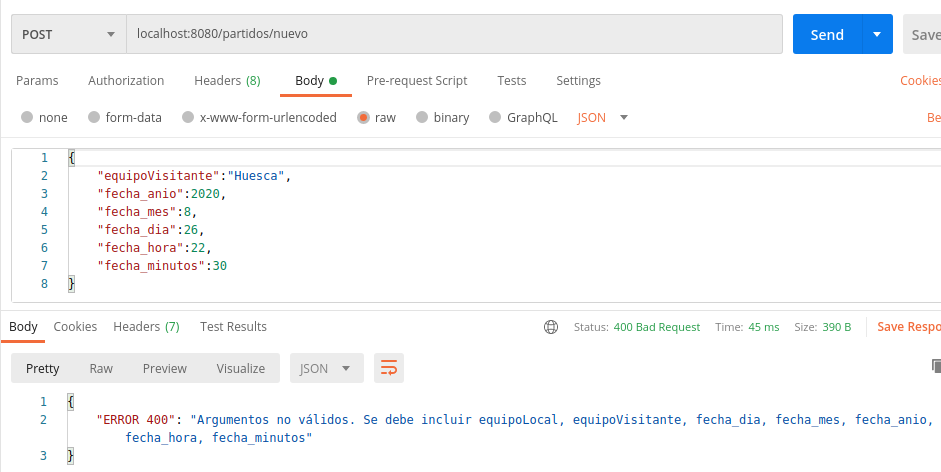 POST localhost:8080/partidos/nuevo Send Save
Params Authorization Headers (8) Body Pre-request Script Tests Settings Cookies
none form-data x-www-form-urlencoded raw binary GraphQL JSON Be
1 {
2 "equipoVisitante":"Huesca",
3 "fecha_anio":2020,
4 "fecha_mes":8,
5 "fecha_dia":26,
6 "fecha_hora":22,
7 "fecha_minutos":30
8 }
Body Cookies Headers (7) Test Results Status: 400 Bad Request Time: 45 ms Size: 390 B Save Respo
Pretty Raw Preview Visualize JSON
1 {
2 "ERROR 400": "Argumentos no válidos. Se debe incluir equipoLocal, equipoVisitante, fecha_dia, fecha_mes, fecha_anio,
fecha_hora, fecha_minutos"
3 }